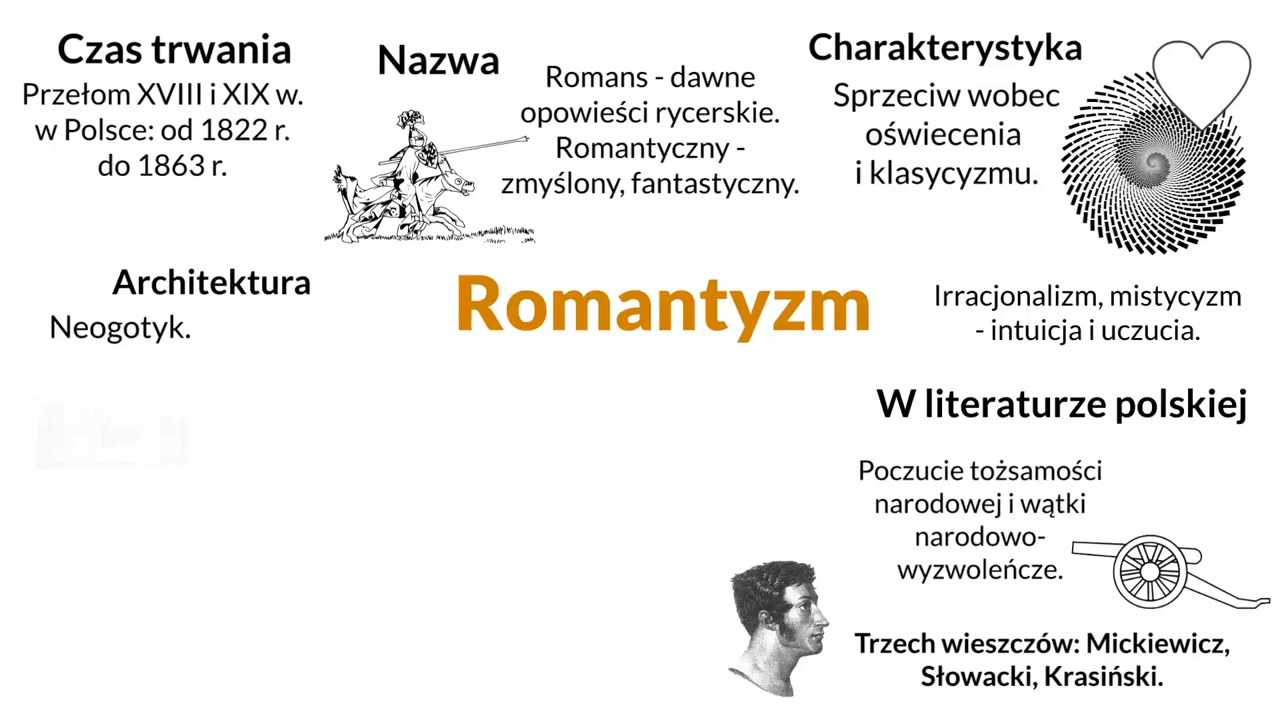 Czas trwania
Przełom XVIII i XIX w.
w Polsce: od 1822 r.
do 1863 r.
Nazwa
Romans - dawne
opowieści rycerskie.
Romantyczny -
zmyślony, fantastyczny.
Charakterystyka
Sprzeciw wobec
oświecenia
i klasycyzmu.
Architektura
Neogotyk.
Romantyzm
Irracjonalizm, mistycyzm
- intuicja i uczucia.
W literaturze polskiej
Poczucie tożsamości
narodowej i wątki
narodowo-
wyzwoleńcze.
Trzech wieszczów: Mickiewicz,
Słowacki, Krasiński.